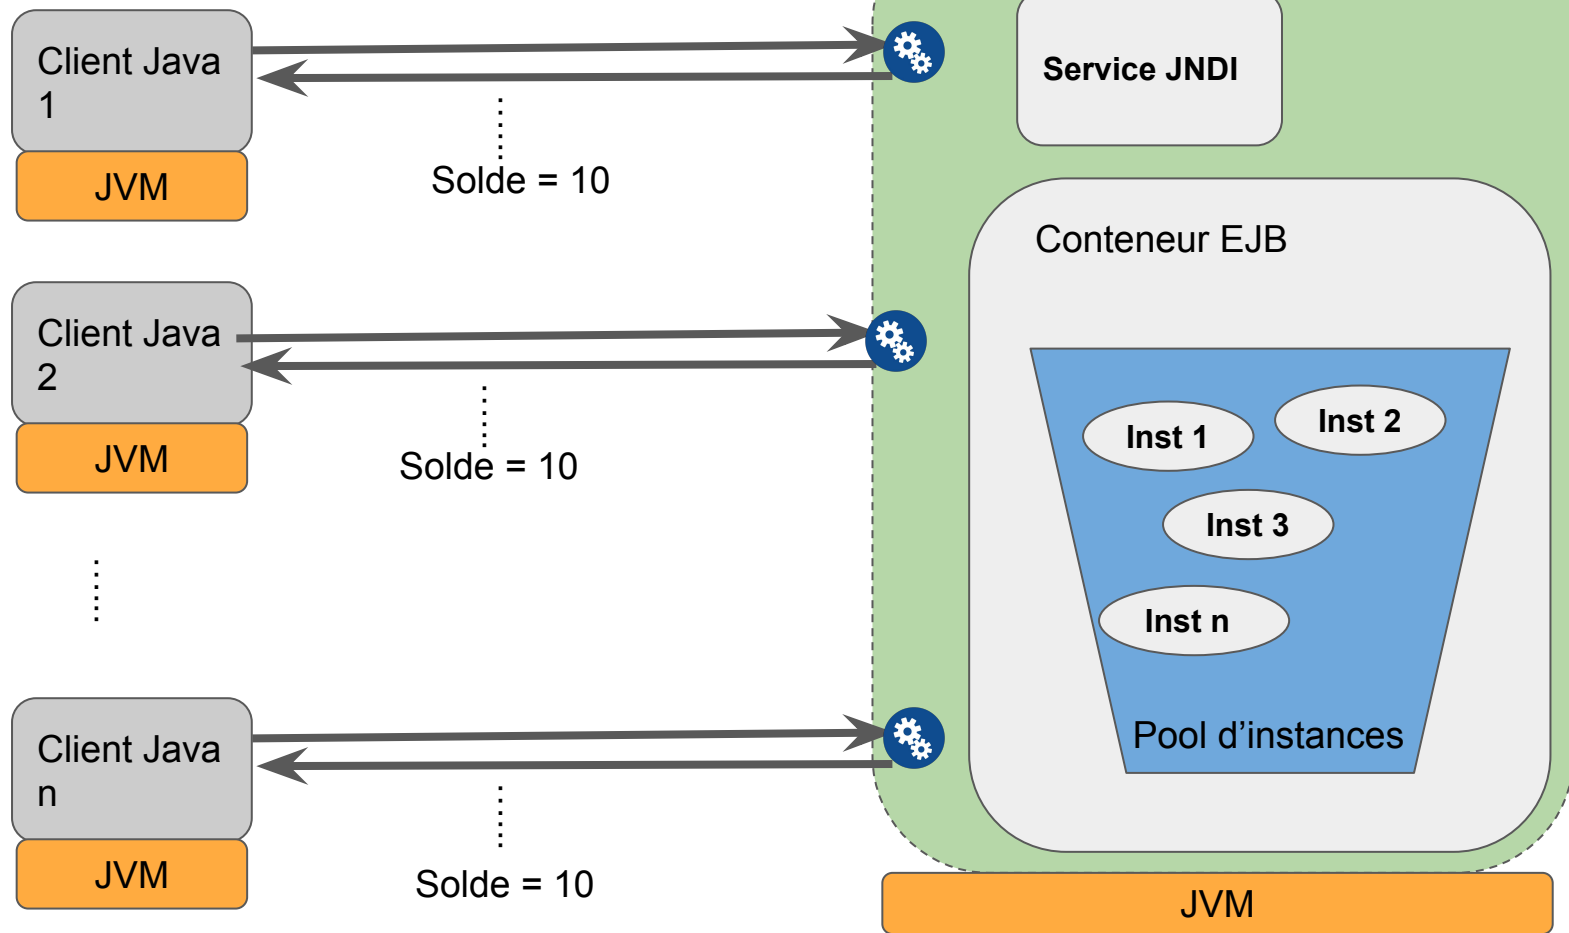 Client Java
1
JVM
Solde = 10
Service JNDI
Client Java
2
JVM
Solde = 10
Client Java
n
JVM
Solde = 10
Conteneur EJB
Inst 1
Inst 2
Inst 3
Inst n
Pool d’instances
JVM